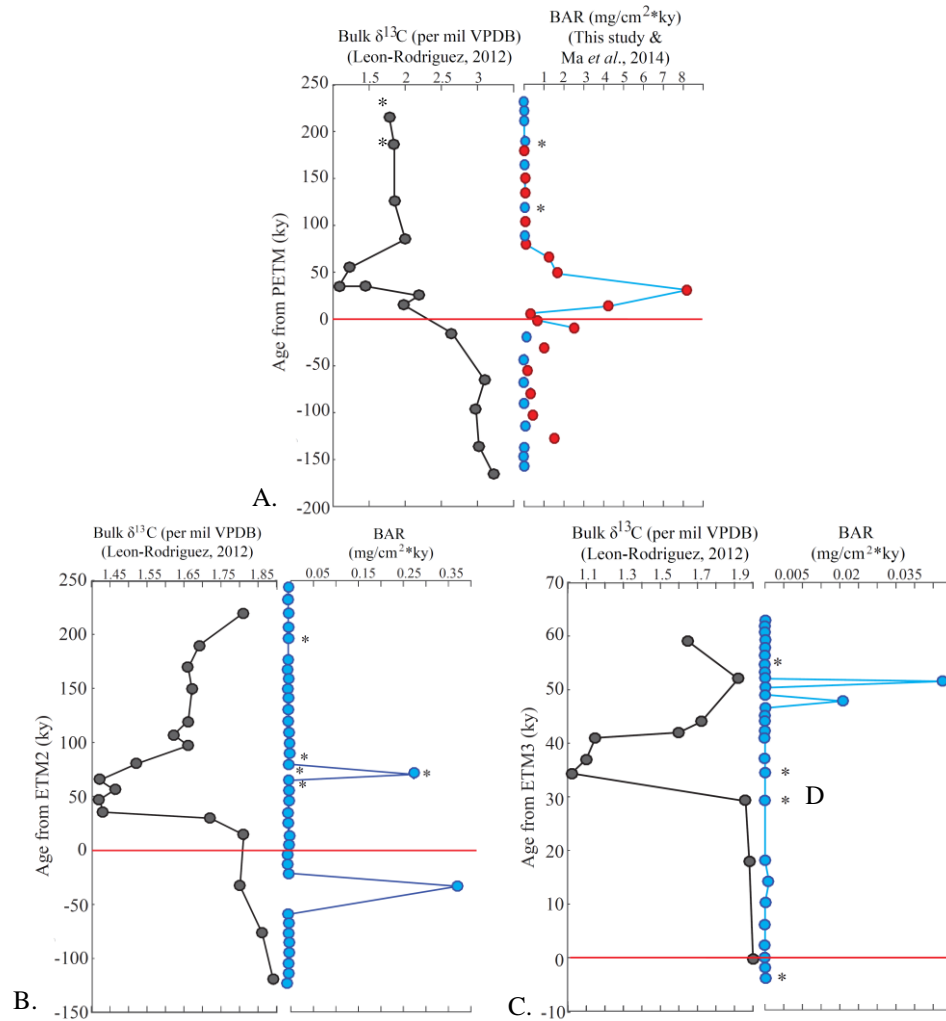 Bulk δ¹³C (per mil VPDB)
(Leon-Rodriguez, 2012)
BAR (mg/cm²*ky)
(This study &
Ma et al., 2014)
1.5 2 3
1 2 3 4 5 6 7 8
250
200
150
100
50
0
-50
-100
-150
-200
Age from PETM (ky)
*
*
*
*
A.
Bulk δ¹³C (per mil VPDB)
(Leon-Rodriguez, 2012)
BAR
(mg/cm²*ky)
1.45 1.55 1.65 1.75 1.85
0.05 0.15 0.25 0.35
250
200
150
100
50
0
-50
-100
-150
Age from ETM2 (ky)
*
*
*
*
*
B.
Bulk δ¹³C (per mil VPDB)
(Leon-Rodriguez, 2012)
BAR
(mg/cm²*ky)
1.1 1.3 1.5 1.7 1.9
0.005 0.02 0.035
70
60
50
40
30
20
10
0
-10
Age from ETM3 (ky)
*
*
* D
*
C.